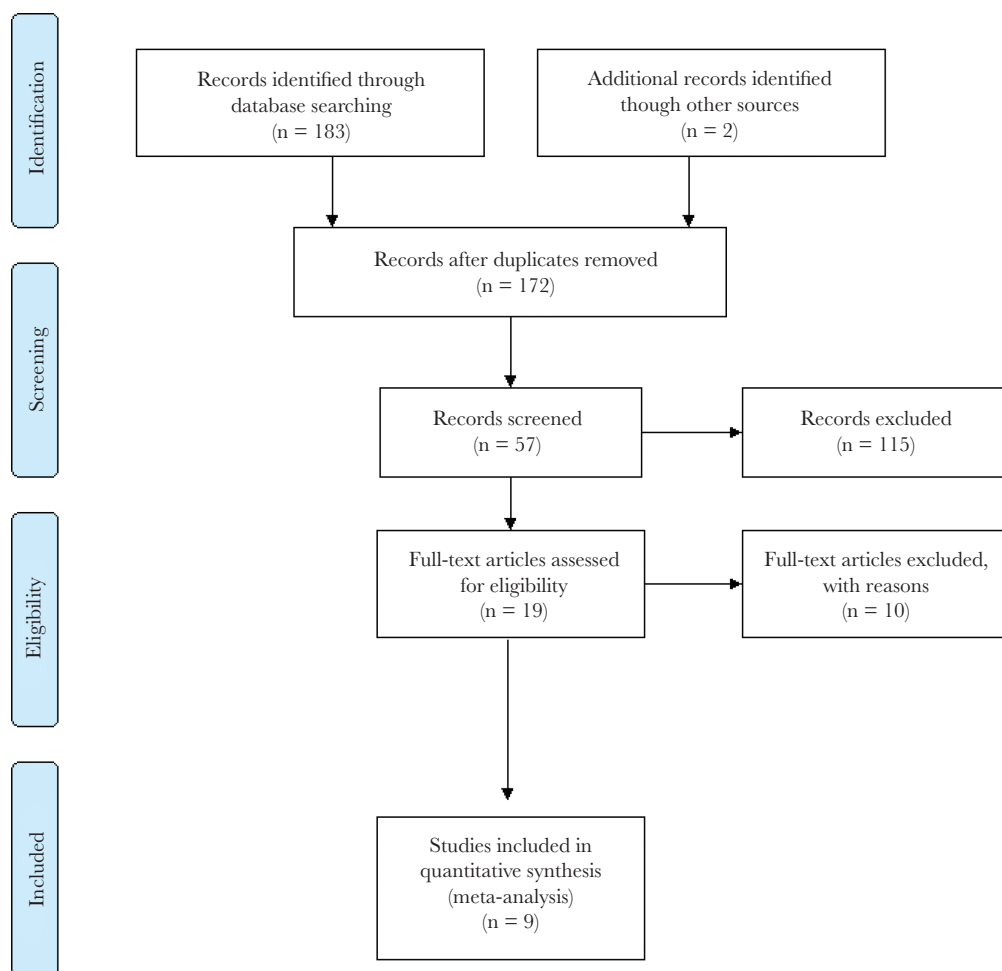 Identification
Records identified through
database searching
(n = 183)
Additional records identified
though other sources
(n = 2)
Records after duplicates removed
(n = 172)
Screening
Records screened
(n = 57)
Records excluded
(n = 115)
Eligibility
Full-text articles assessed
for eligibility
(n = 19)
Full-text articles excluded,
with reasons
(n = 10)
Included
Studies included in
quantitative synthesis
(meta-analysis)
(n = 9)